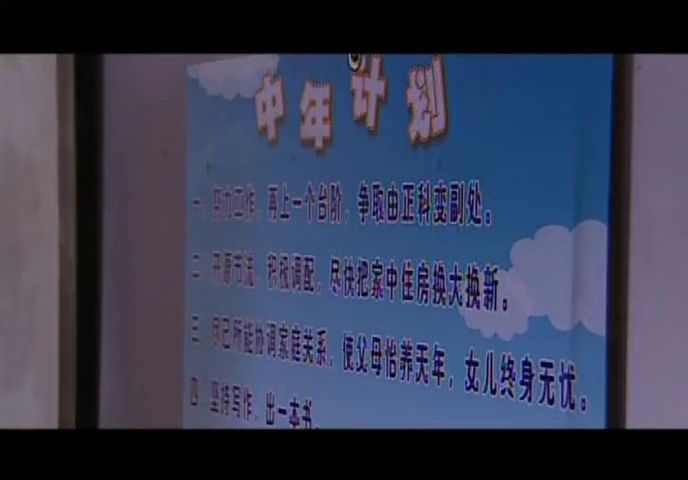 中年计划
一、努力工作，再上一个台阶，争取由正科变副处。
二、开源节流，积极调配，尽快把家中住房换大换新。
三、尽己所能协调家庭关系，使父母怡养天年，女儿终身无忧。
四、坚持写作，出一本书。